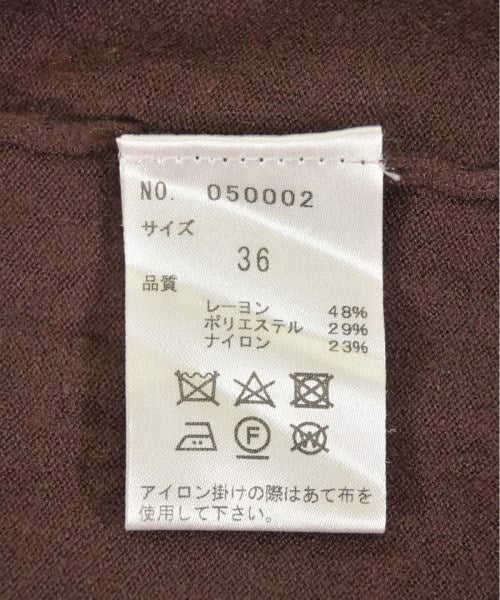 NO. 050002
サイズ
36
品質
レーヨン 48%
ポリエステル 29%
ナイロン 23%
F W
アイロン掛けの際はあて布を
使用して下さい。